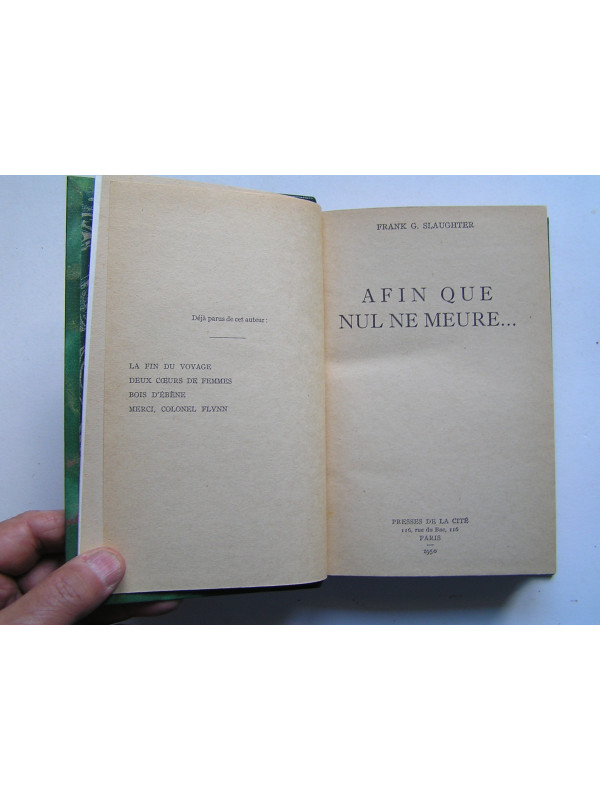 Déjà parus de cet auteur :
LA FIN DU VOYAGE
DEUX CŒURS DE FEMMES
BOIS D'ÉBÈNE
MERCI, COLONEL FLYNN
FRANK G. SLAUGHTER
AFIN QUE
NUL NE MEURE...
PRESSES DE LA CITÉ
116, rue du Bac, 116
PARIS
1950